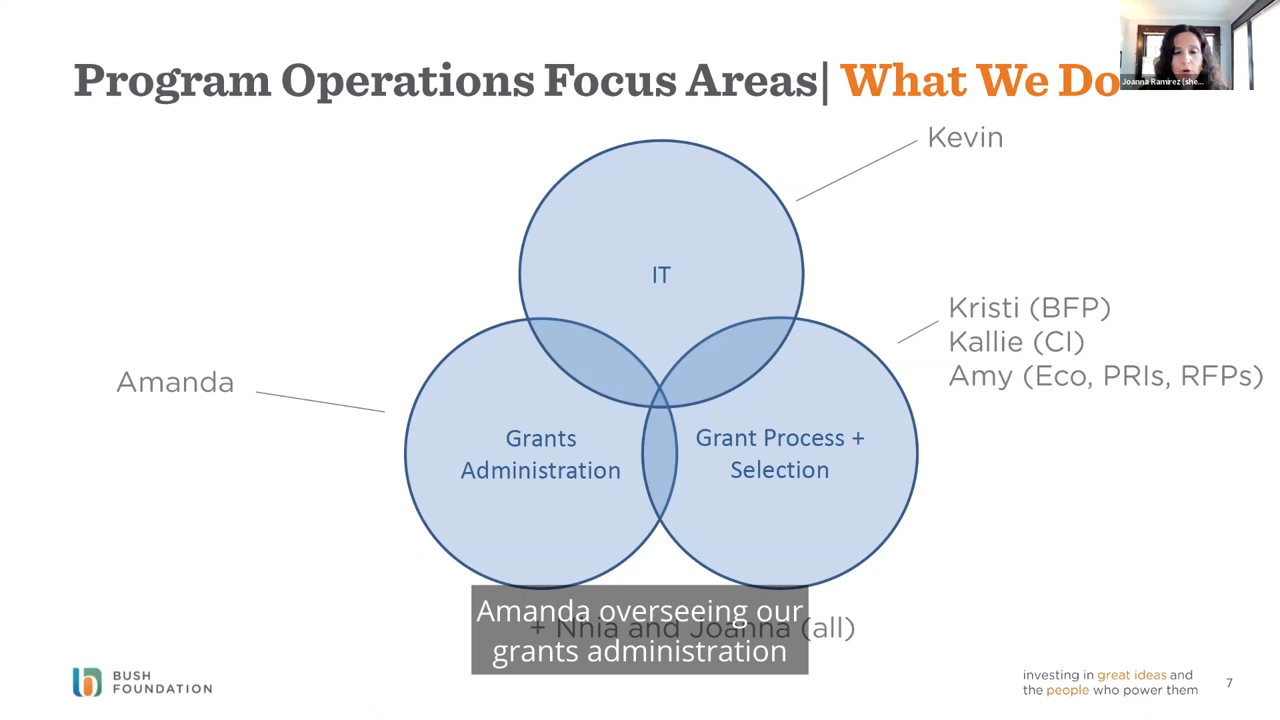 Program Operations Focus Areas| What We Do
Joanna Ramirez (she...
Kevin
IT
Kristi (BFP)
Kallie (CI)
Amy (Eco, PRIs, RFPs)
Amanda
Grants
Administration
Grant Process +
Selection
+ Nhia and Joanna (all)
Amanda overseeing our
grants administration
BUSH
FOUNDATION
investing in great ideas and
the people who power them
7